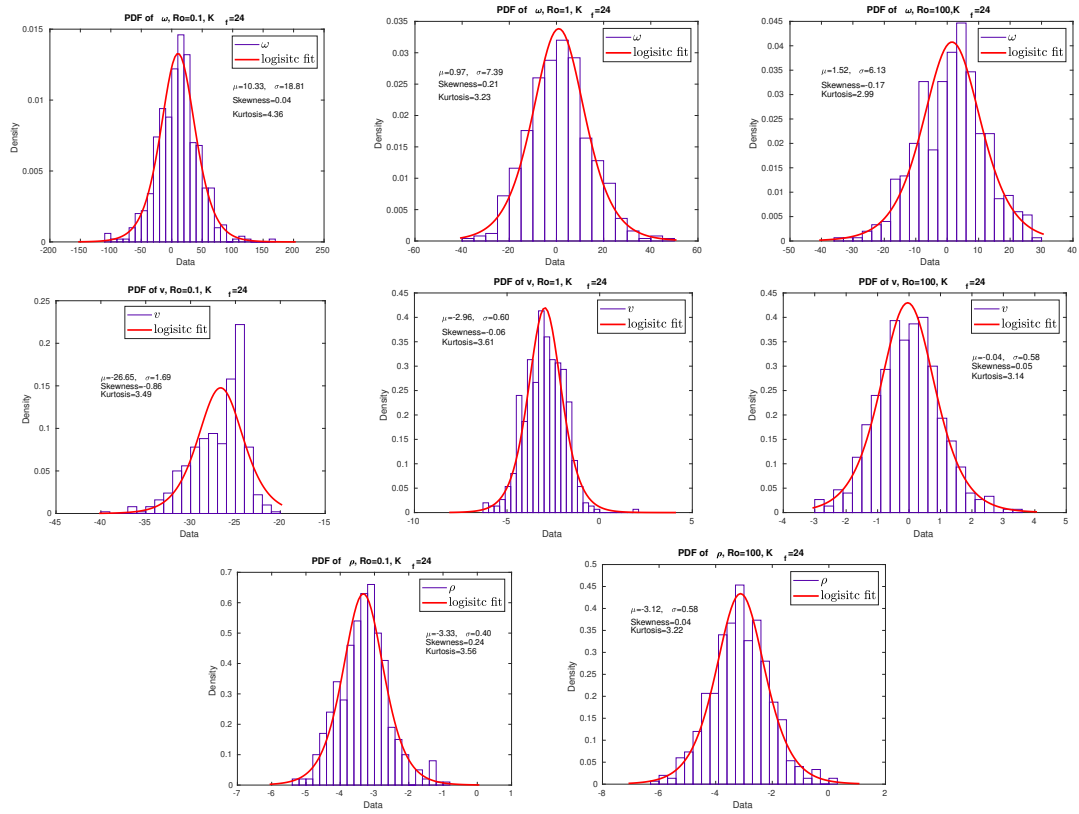 PDF of ω, Ro=0.1, K f=24
0.015
0.01
0.005
0
Density
-200 -150 -100 -50 0 50 100 150 200 250
Data
ω
logisitc fit
μ=10.33, σ=18.81
Skewness=0.04
Kurtosis=4.36
PDF of ω, Ro=1, K f=24
0.04
0.035
0.03
0.025
0.02
0.015
0.01
0.005
0
Density
-60 -40 -20 0 20 40 60
Data
ω
logisitc fit
μ=0.97, σ=7.39
Skewness=0.21
Kurtosis=3.23
PDF of ω, Ro=100,K f=24
0.045
0.04
0.035
0.03
0.025
0.02
0.015
0.01
0.005
0
Density
-50 -40 -30 -20 -10 0 10 20 30 40
Data
ω
logisitc fit
μ=1.52, σ=6.13
Skewness=-0.17
Kurtosis=2.99
PDF of v, Ro=0.1, K f=24
0.25
0.2
0.15
0.1
0.05
0
Density
-45 -40 -35 -30 -25 -20 -15
Data
v
logisitc fit
μ=-26.65, σ=1.69
Skewness=-0.86
Kurtosis=3.49
PDF of v, Ro=1, K f=24
0.45
0.4
0.35
0.3
0.25
0.2
0.15
0.1
0.05
0
Density
-10 -5 0 5
Data
v
logisitc fit
μ=-2.96, σ=0.60
Skewness=-0.06
Kurtosis=3.61
PDF of v, Ro=100, K f=24
0.45
0.4
0.35
0.3
0.25
0.2
0.15
0.1
0.05
0
Density
-4 -3 -2 -1 0 1 2 3 4 5
Data
v
logisitc fit
μ=-0.04, σ=0.58
Skewness=0.05
Kurtosis=3.14
PDF of ρ, Ro=0.1, K f=24
0.7
0.6
0.5
0.4
0.3
0.2
0.1
0
Density
-7 -6 -5 -4 -3 -2 -1 0 1
Data
ρ
logisitc fit
μ=-3.33, σ=0.40
Skewness=0.24
Kurtosis=3.56
PDF of ρ, Ro=100, K f=24
0.5
0.45
0.4
0.35
0.3
0.25
0.2
0.15
0.1
0.05
0
Density
-8 -6 -4 -2 0 2
Data
ρ
logisitc fit
μ=-3.12, σ=0.58
Skewness=0.04
Kurtosis=3.22